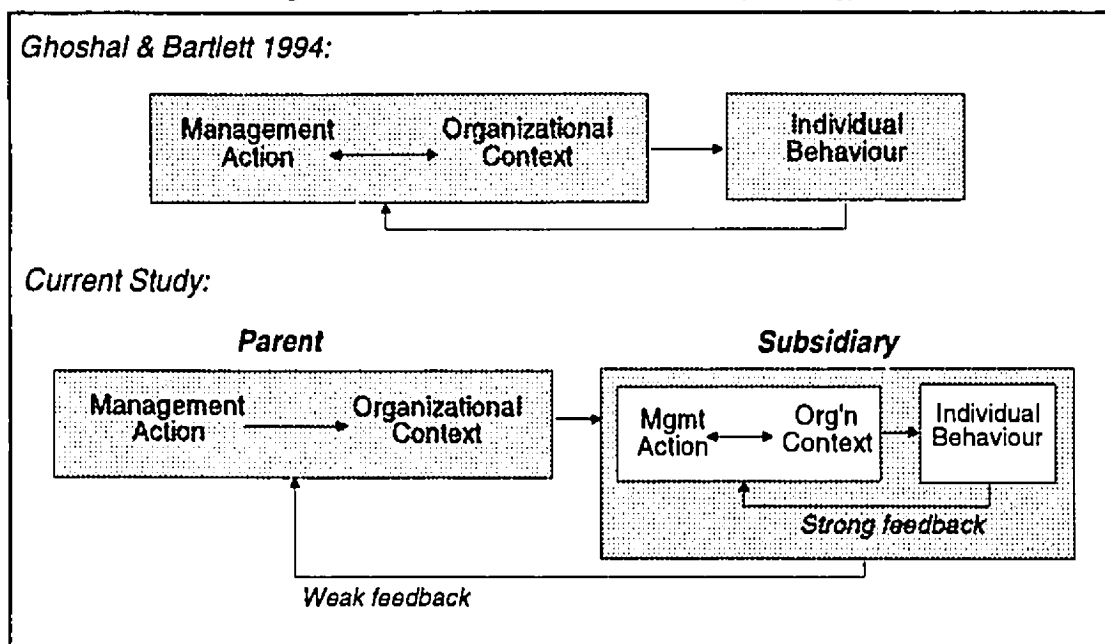 Ghoshal & Bartlett 1994:
Management Action
Organizational Context
Individual Behaviour
Current Study:
Parent
Subsidiary
Management Action
Organizational Context
Mgmt Action
Org'n Context
Individual Behaviour
Strong feedback
Weak feedback